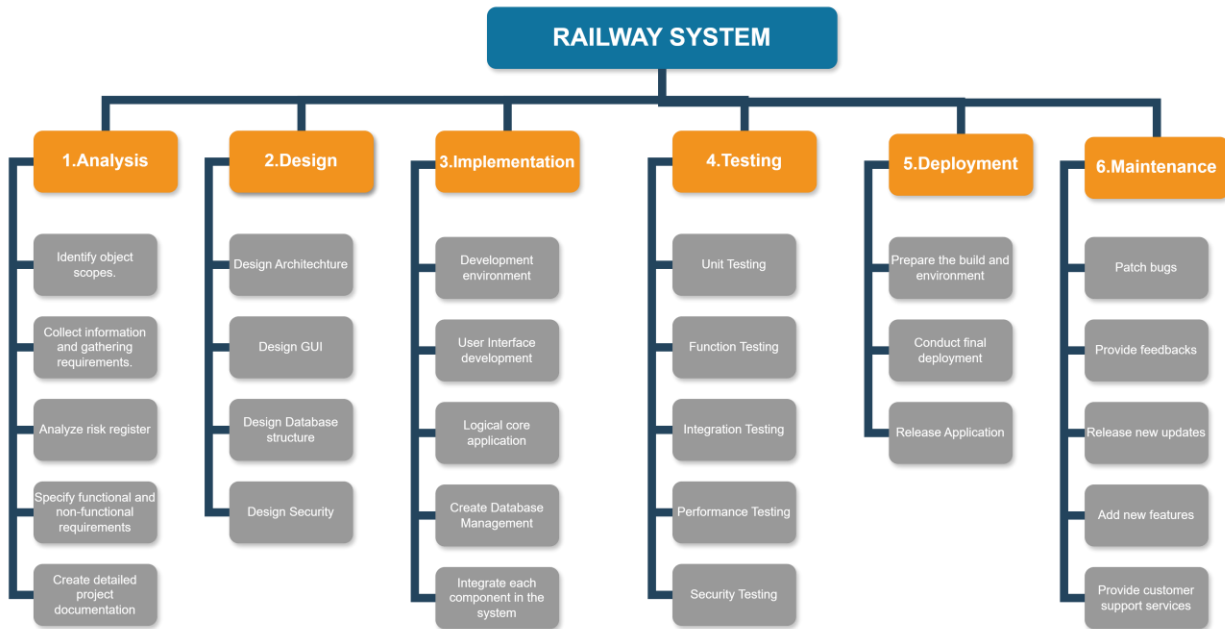 RAILWAY SYSTEM
1.Analysis
Identify object
scopes.
Collect information
and gathering
requirements.
Analyze risk register
Specify functional and
non-functional
requirements
Create detailed
project
documentation
2.Design
Design Architechture
Design GUI
Design Database
structure
Design Security
3.Implementation
Development
environment
User Interface
development
Logical core
application
Create Database
Management
Integrate each
component in the
system
4.Testing
Unit Testing
Function Testing
Integration Testing
Performance Testing
Security Testing
5.Deployment
Prepare the build and
environment
Conduct final
deployment
Release Application
6.Maintenance
Patch bugs
Provide feedbacks
Release new updates
Add new features
Provide customer
support services